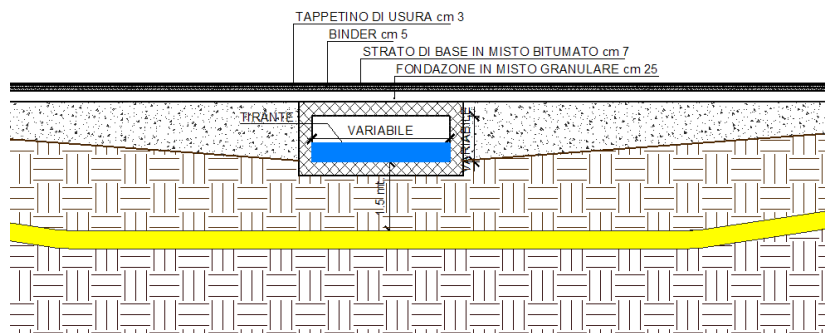 TAPPETINO DI USURA cm 3
BINDER cm 5
STRATO DI BASE IN MISTO BITUMATO cm 7
FONDAZONE IN MISTO GRANULARE cm 25
TIRANTE
VARIABILE
VARIABILE
1.5 mt.